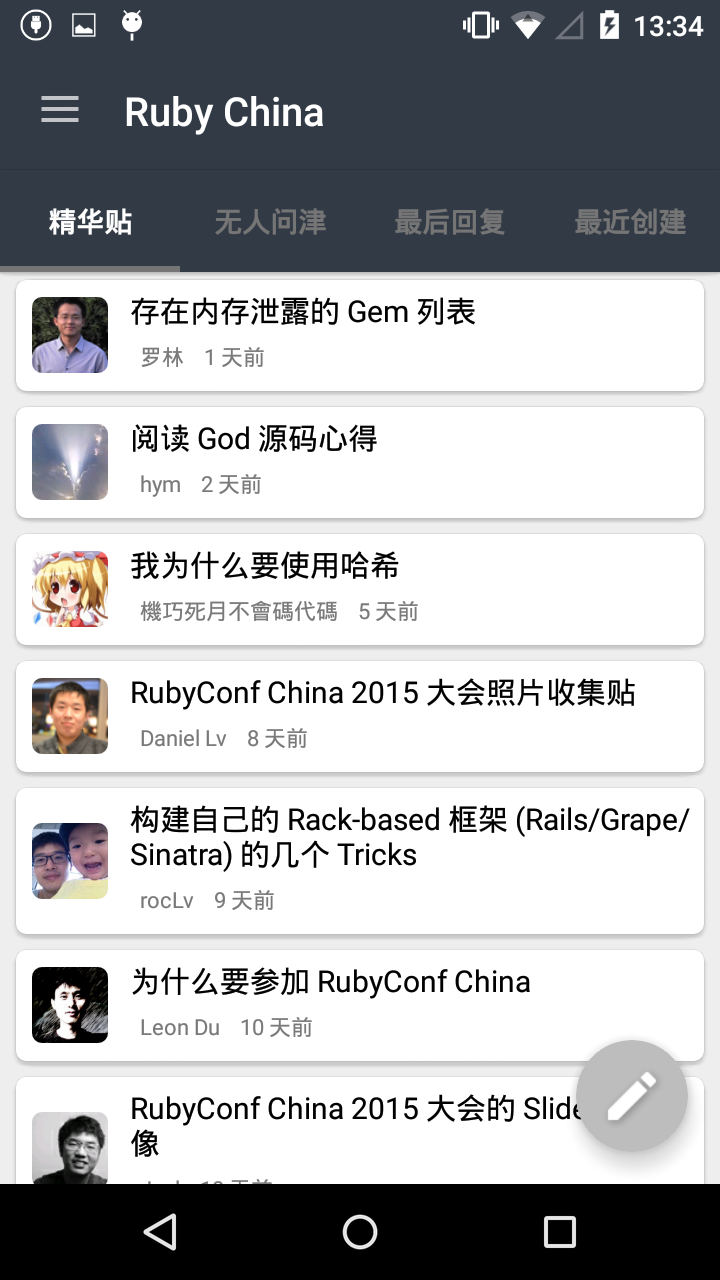 13:34
Ruby China
精华贴
无人问津
最后回复
最近创建
存在内存泄露的 Gem 列表
罗林 1 天前
阅读 God 源码心得
hym 2 天前
我为什么要使用哈希
機巧死月不會碼代碼 5 天前
RubyConf China 2015 大会照片收集贴
Daniel Lv 8 天前
构建自己的 Rack-based 框架 (Rails/Grape/
Sinatra) 的几个 Tricks
rocLv 9 天前
为什么要参加 RubyConf China
Leon Du 10 天前
RubyConf China 2015 大会的
像